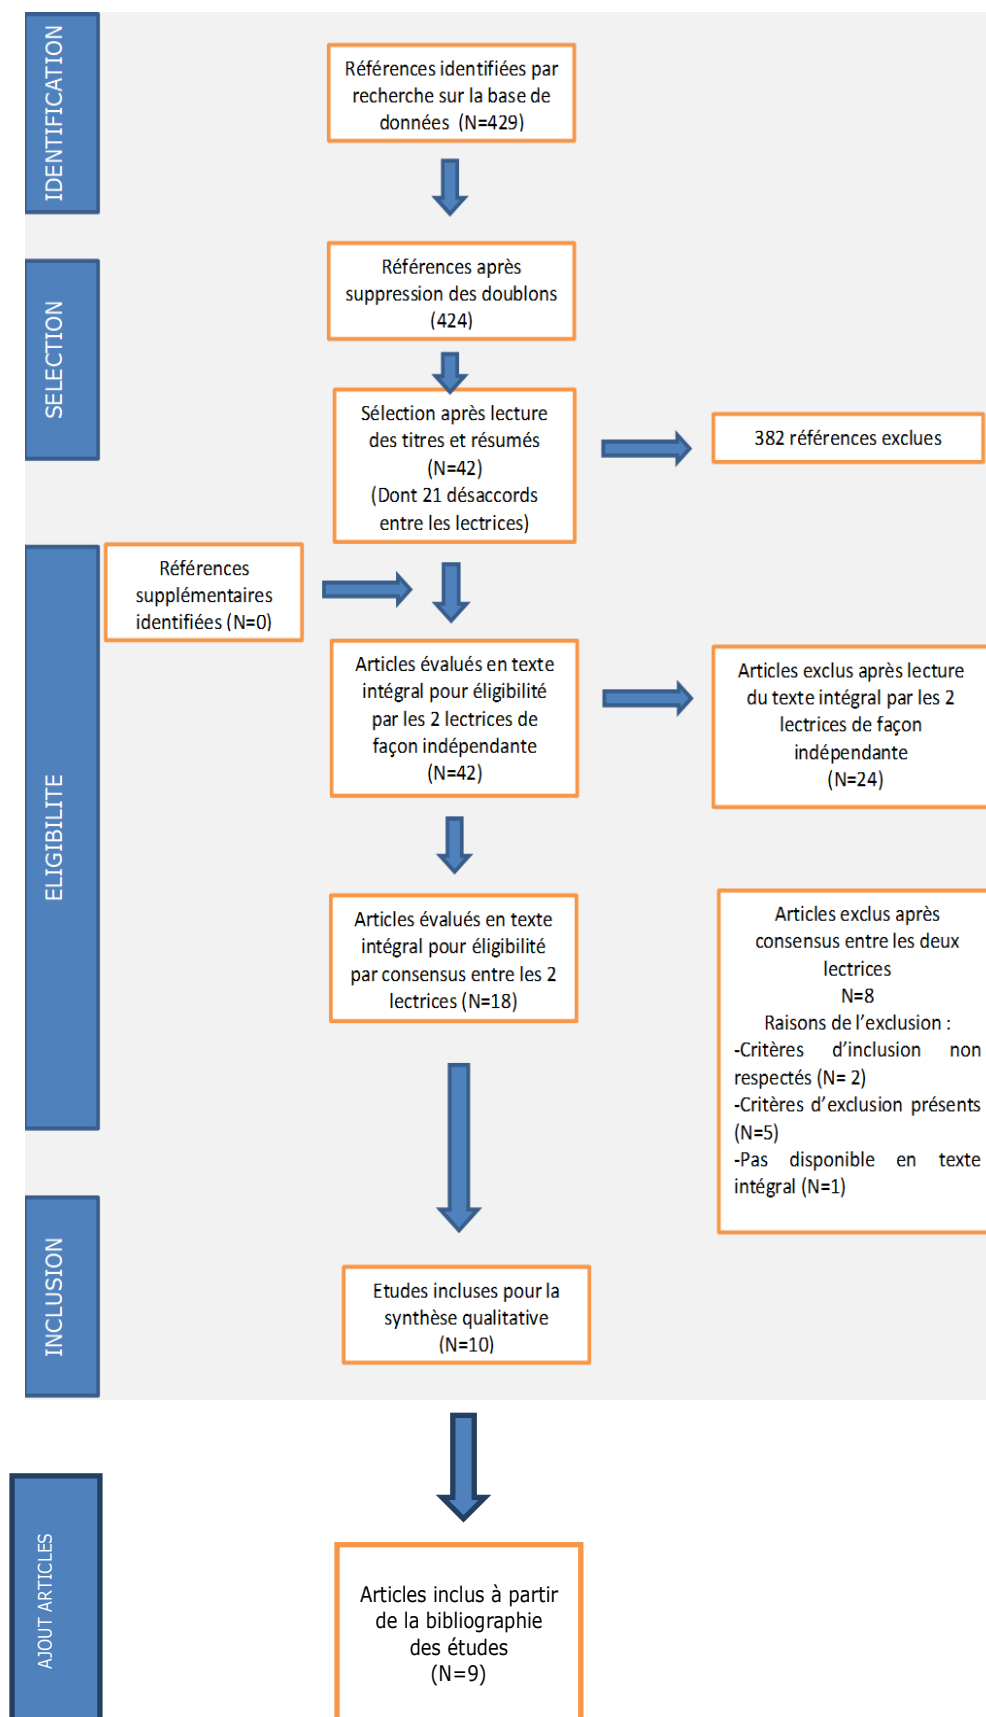 IDENTIFICATION
Références identifiées par
recherche sur la base de
données (N=429)
SELECTION
Références après
suppression des doublons
(424)
Sélection après lecture
des titres et résumés
(N=42)
(Dont 21 désaccords
entre les lectrices)
382 références exclues
ELIGIBILITE
Références
supplémentaires
identifiées (N=0)
Articles évalués en texte
intégral pour éligibilité
par les 2 lectrices de
façon indépendante
(N=42)
Articles exclus après lecture
du texte intégral par les 2
lectrices de façon
indépendante
(N=24)
Articles évalués en texte
intégral pour éligibilité
par consensus entre les 2
lectrices (N=18)
Articles exclus après
consensus entre les deux
lectrices
N=8
Raisons de l’exclusion :
-Critères d’inclusion non
respectés (N= 2)
-Critères d’exclusion présents
(N=5)
-Pas disponible en texte
intégral (N=1)
INCLUSION
Etudes incluses pour la
synthèse qualitative
(N=10)
AJOUT ARTICLES
Articles inclus à partir
de la bibliographie
des études
(N=9)